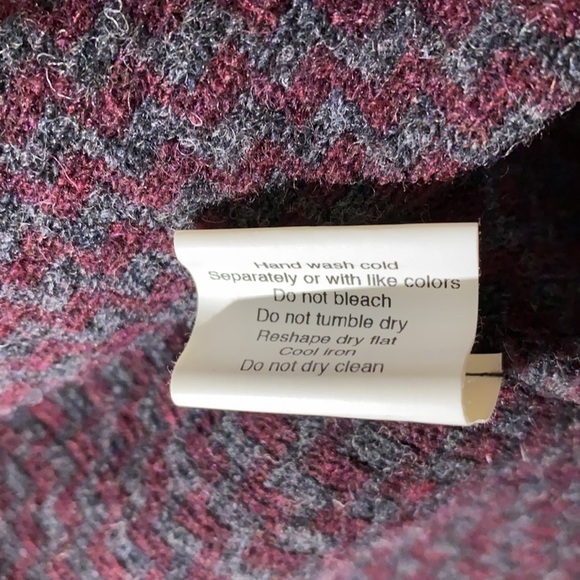 Hand wash cold
Separately or with like colors
Do not bleach
Do not tumble dry
Reshape dry flat
Cool iron
Do not dry clean